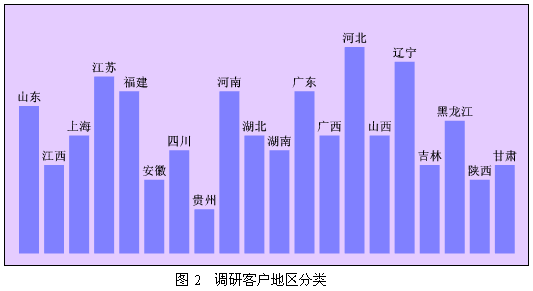 山东
江西
上海
江苏
福建
安徽
四川
贵州
河南
湖北
湖南
广东
广西
河北
山西
辽宁
吉林
黑龙江
陕西
甘肃
图 2 调研客户地区分类